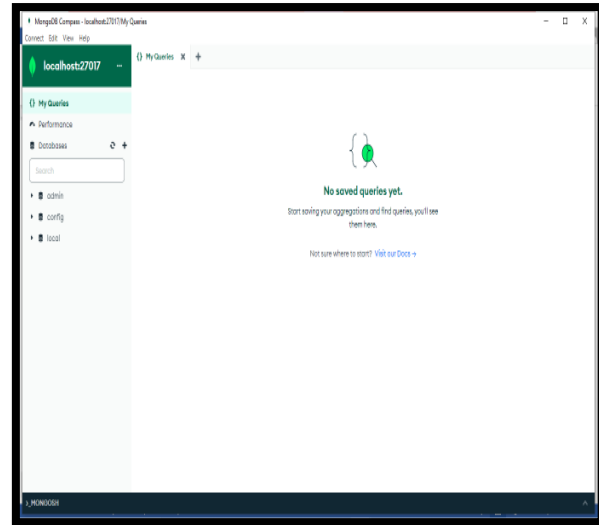 MongoDB Compass - localhost:27017/My Queries
Connect Edit View Help
localhost:27017 ...
{} My Queries X +
{} My Queries
Performance
Databases
Search
admin
config
local
No saved queries yet.
Start saving your aggregations and find queries, you'll see
them here.
Not sure where to start? Visit our Docs →
>_MONGOSH